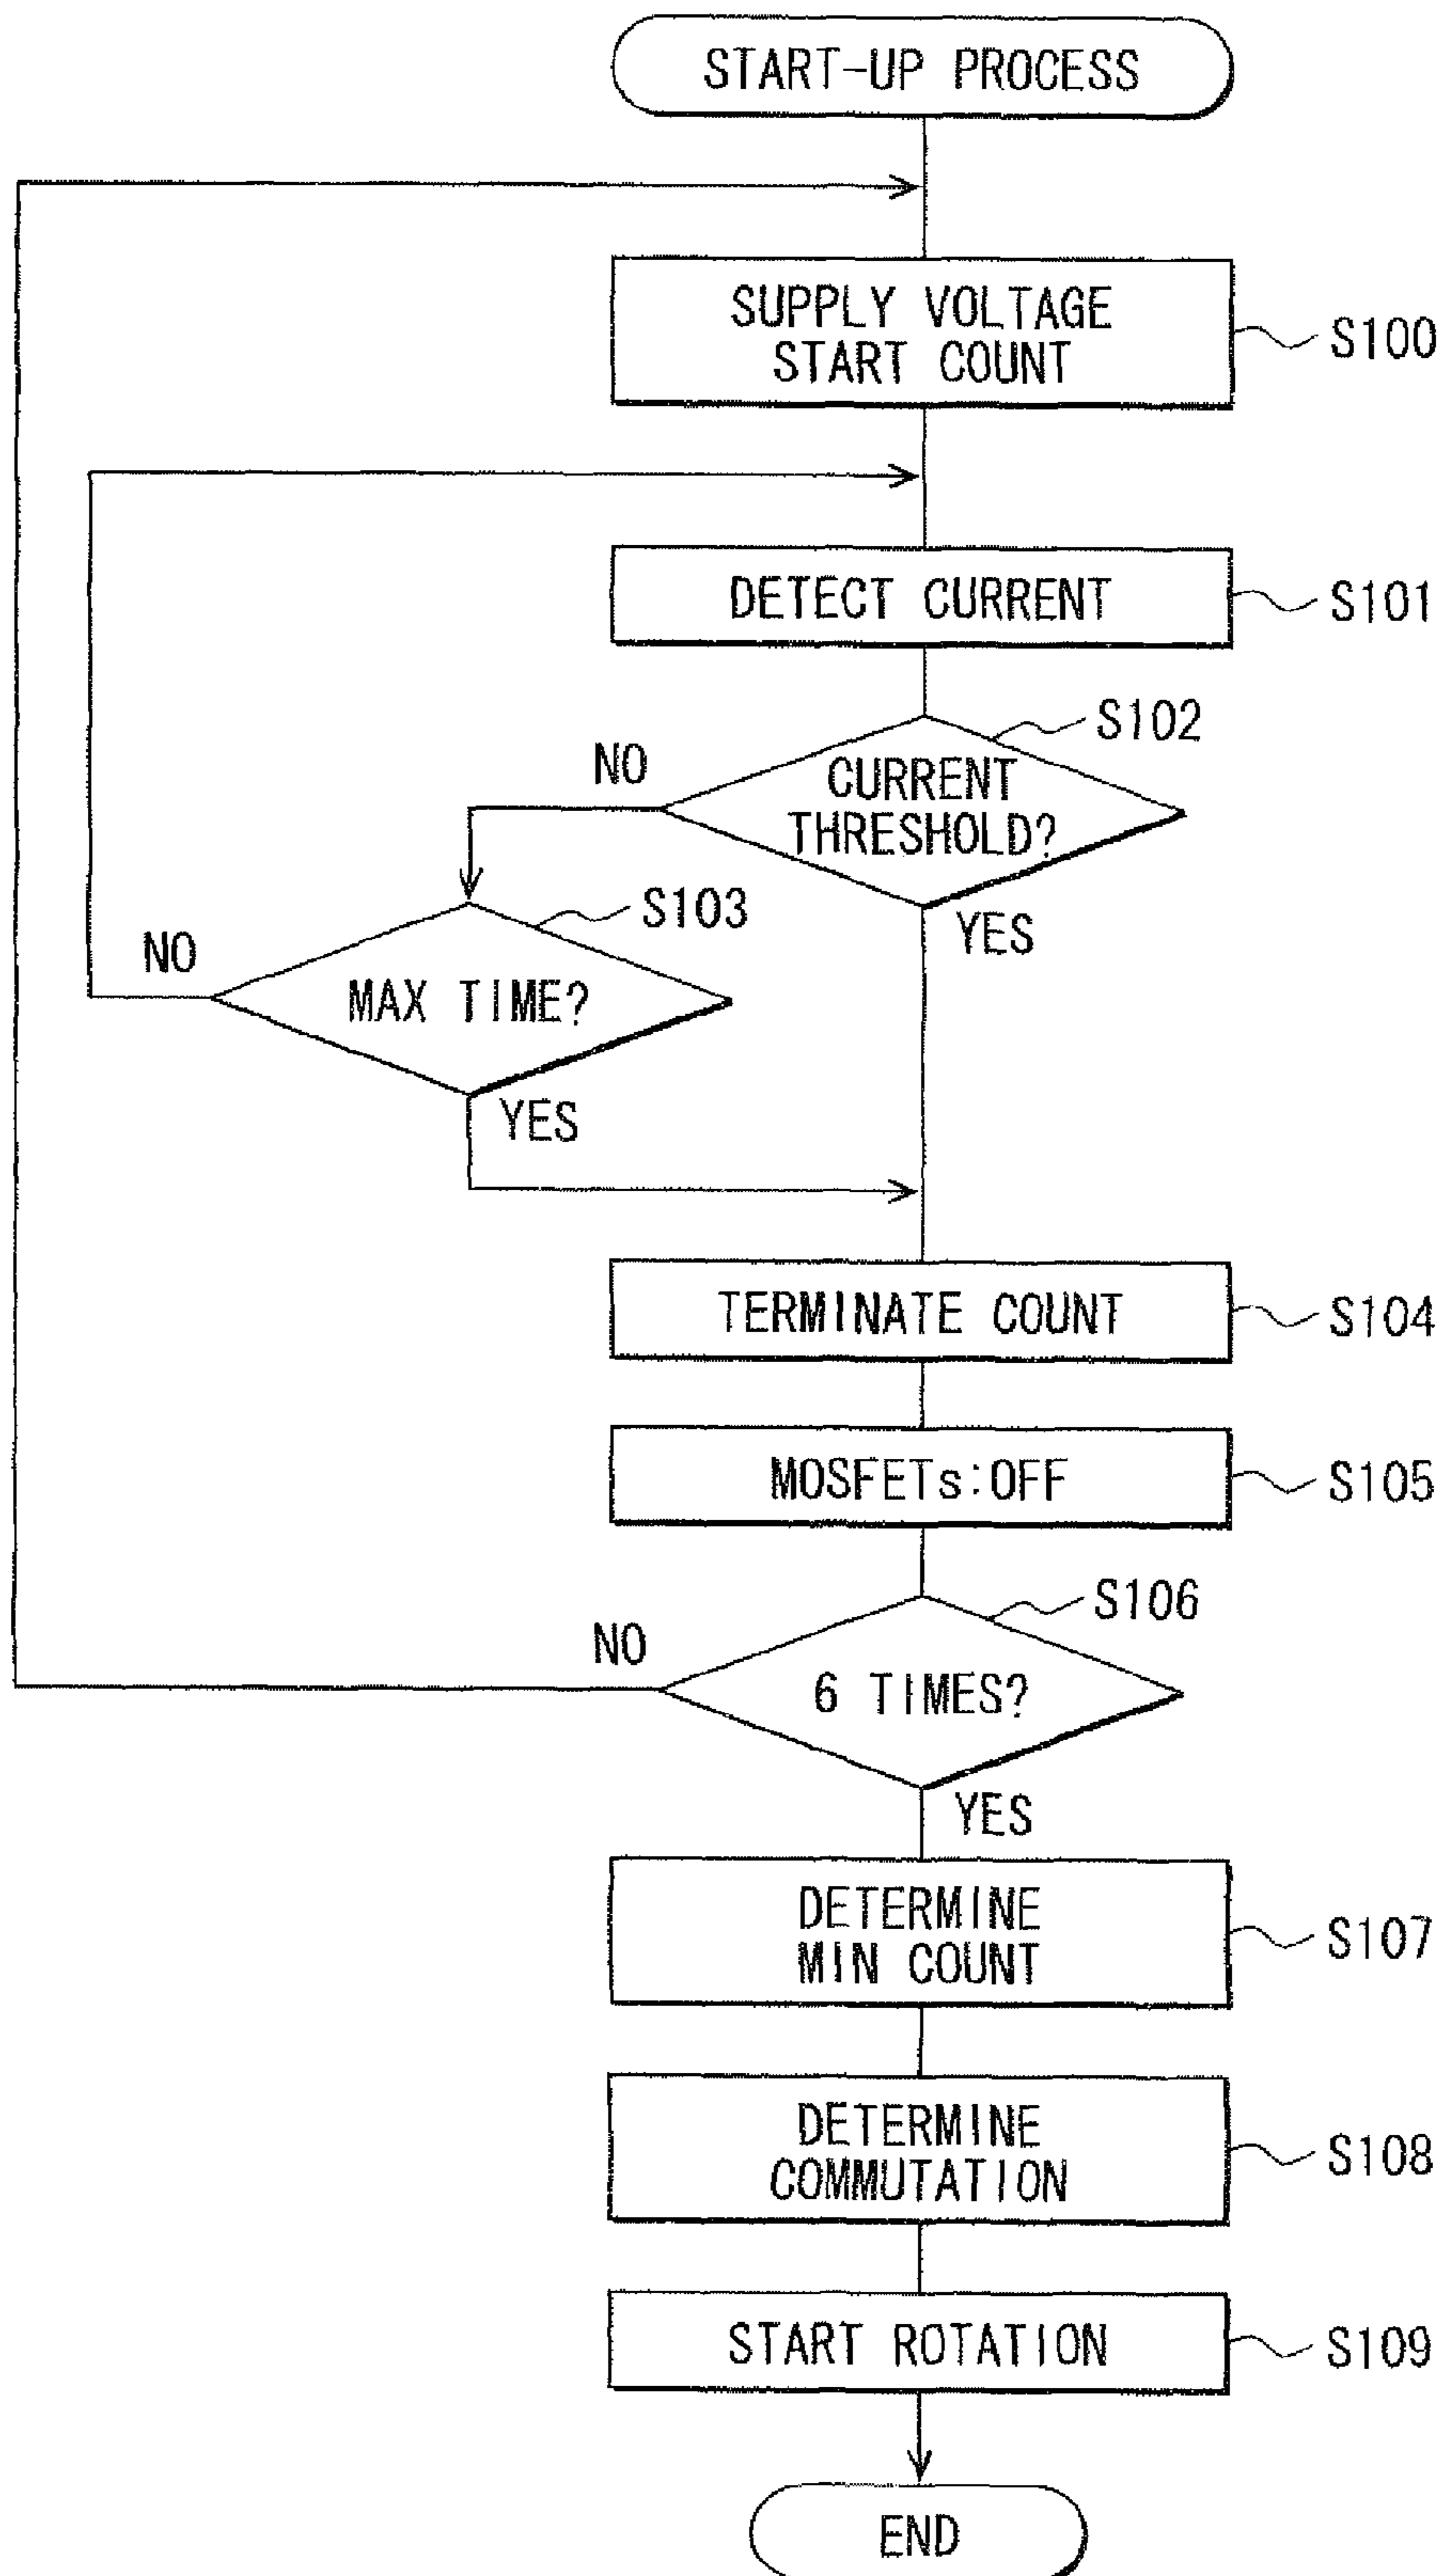 START-UP PROCESS
SUPPLY VOLTAGE
START COUNT
S100
DETECT CURRENT
S101
S102
NO
CURRENT
THRESHOLD?
YES
S103
NO
MAX TIME?
YES
TERMINATE COUNT
S104
MOSFETs:OFF
S105
S106
NO
6 TIMES?
YES
DETERMINE
MIN COUNT
S107
DETERMINE
COMMUTATION
S108
START ROTATION
S109
END